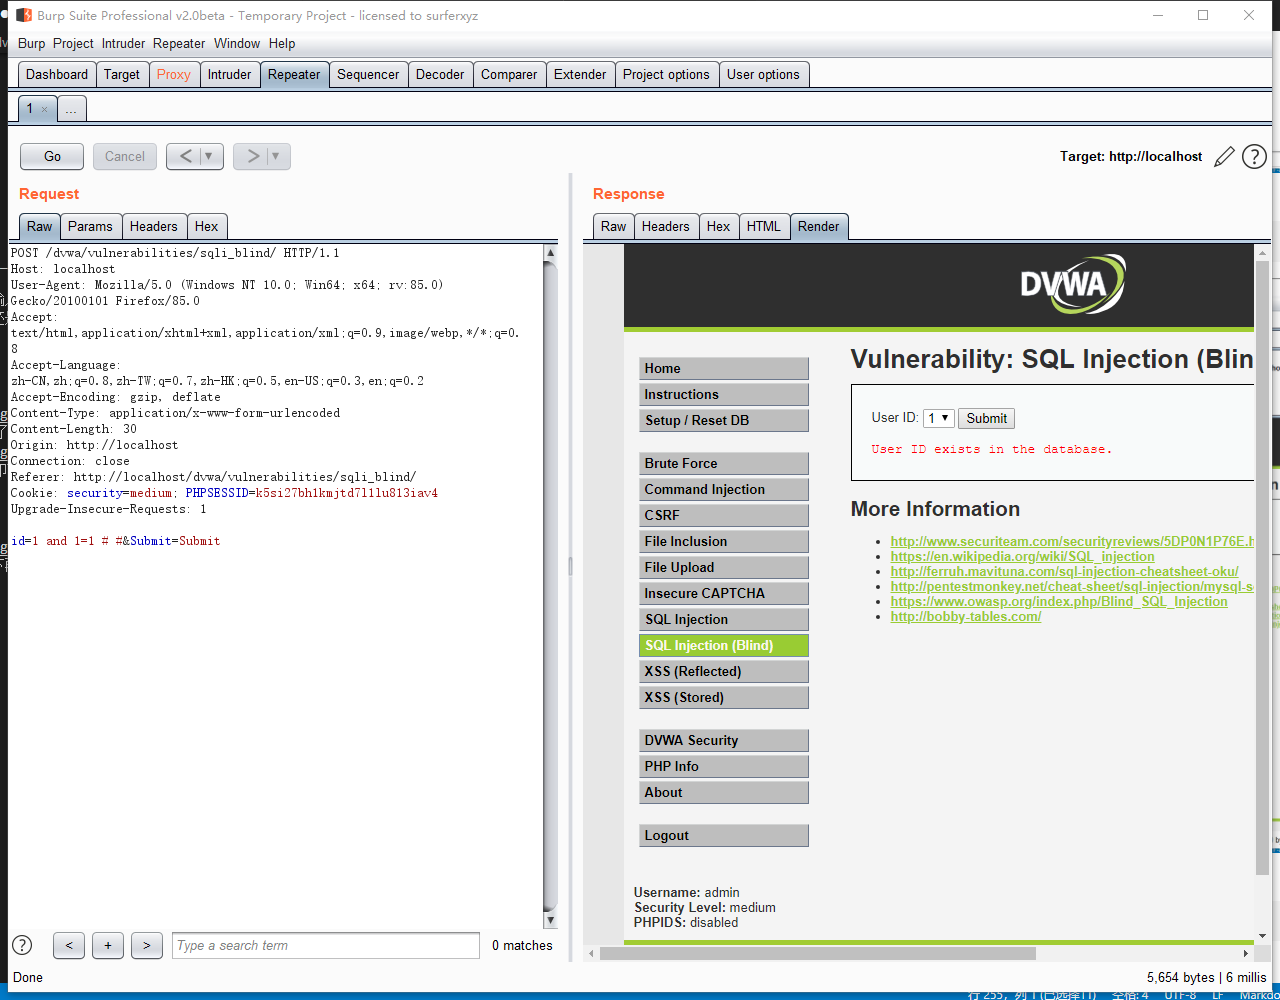 Burp Suite Professional v2.0beta - Temporary Project - licensed to surferxyz
Burp Project Intruder Repeater Window Help
Dashboard Target Proxy Intruder Repeater Sequencer Decoder Comparer Extender Project options User options
1 × ...
Go Cancel < > Target: http://localhost ?
Request
Raw Params Headers Hex
POST /dvwa/vulnerabilities/sqli_blind/ HTTP/1.1
Host: localhost
User-Agent: Mozilla/5.0 (Windows NT 10.0; Win64; x64; rv:85.0)
Gecko/20100101 Firefox/85.0
Accept:
text/html,application/xhtml+xml,application/xml;q=0.9,image/webp,*/*;q=0.
8
Accept-Language:
zh-CN,zh;q=0.8,zh-TW;q=0.7,zh-HK;q=0.5,en-US;q=0.3,en;q=0.2
Accept-Encoding: gzip, deflate
Content-Type: application/x-www-form-urlencoded
Content-Length: 30
Origin: http://localhost
Connection: close
Referer: http://localhost/dvwa/vulnerabilities/sqli_blind/
Cookie: security=medium; PHPSESSID=k5si27bh1kmjtd7l1lu813iav4
Upgrade-Insecure-Requests: 1
id=1 and 1=1 # #&Submit=Submit
? < + > Type a search term 0 matches
Response
Raw Headers Hex HTML Render
DVWA
Home
Instructions
Setup / Reset DB
Brute Force
Command Injection
CSRF
File Inclusion
File Upload
Insecure CAPTCHA
SQL Injection
SQL Injection (Blind)
XSS (Reflected)
XSS (Stored)
DVWA Security
PHP Info
About
Logout
Vulnerability: SQL Injection (Blin
User ID: 1 Submit
User ID exists in the database.
More Information
http://www.securiteam.com/securityreviews/5DP0N1P76E.h
https://en.wikipedia.org/wiki/SQL_injection
http://ferruh.mavituna.com/sql-injection-cheatsheet-oku/
http://pentestmonkey.net/cheat-sheet/sql-injection/mysql-s
https://www.owasp.org/index.php/Blind_SQL_Injection
http://bobby-tables.com/
Username: admin
Security Level: medium
PHPIDS: disabled
Done 5,654 bytes | 6 millis